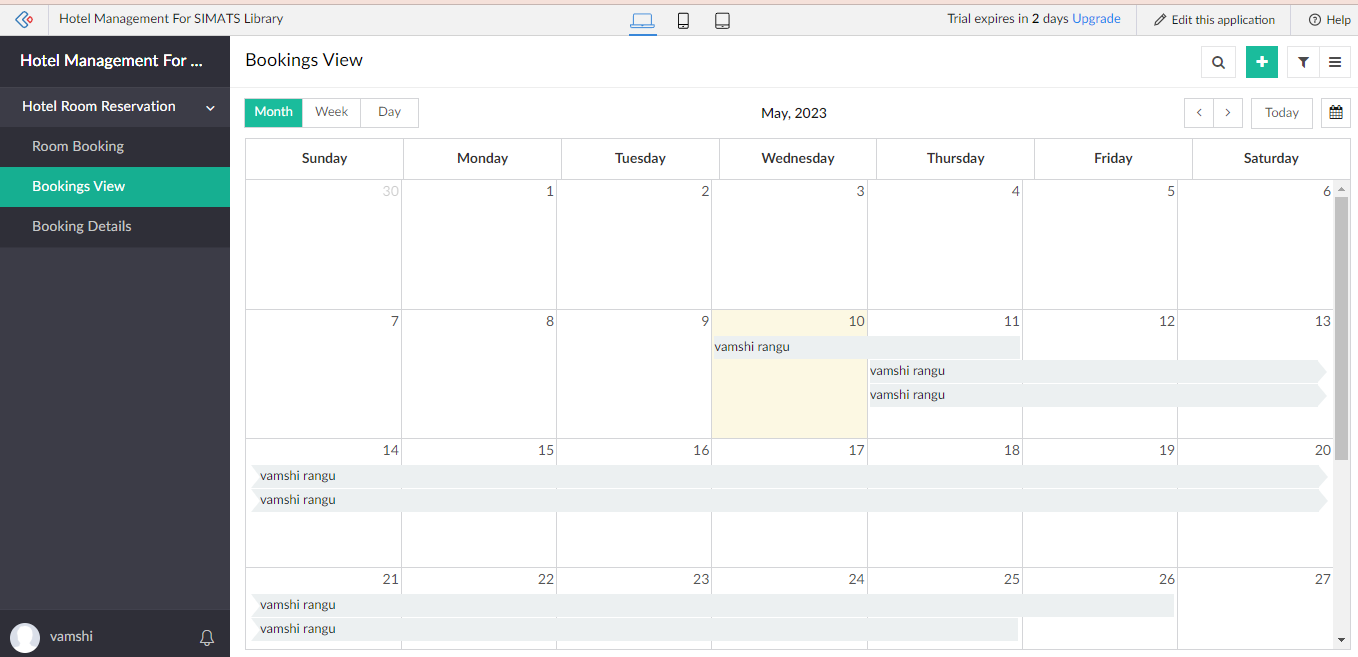 Hotel Management For SIMATS Library
Trial expires in 2 days Upgrade
Edit this application
Help
Hotel Management For ...
Hotel Room Reservation
Room Booking
Bookings View
Booking Details
vamshi
Bookings View
Month Week Day
May, 2023
Today
Sunday Monday Tuesday Wednesday Thursday Friday Saturday
30 1 2 3 4 5 6
7 8 9 10 11 12 13
vamshi rangu
vamshi rangu
vamshi rangu
14 15 16 17 18 19 20
vamshi rangu
vamshi rangu
21 22 23 24 25 26 27
vamshi rangu
vamshi rangu